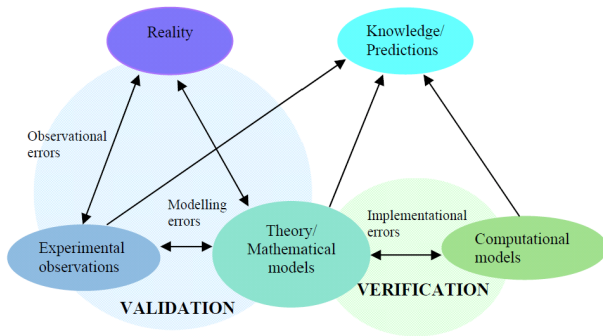 Reality
Knowledge/
Predictions
Observational
errors
Modelling
errors
Implementational
errors
Experimental
observations
Theory/
Mathematical
models
Computational
models
VALIDATION
VERIFICATION